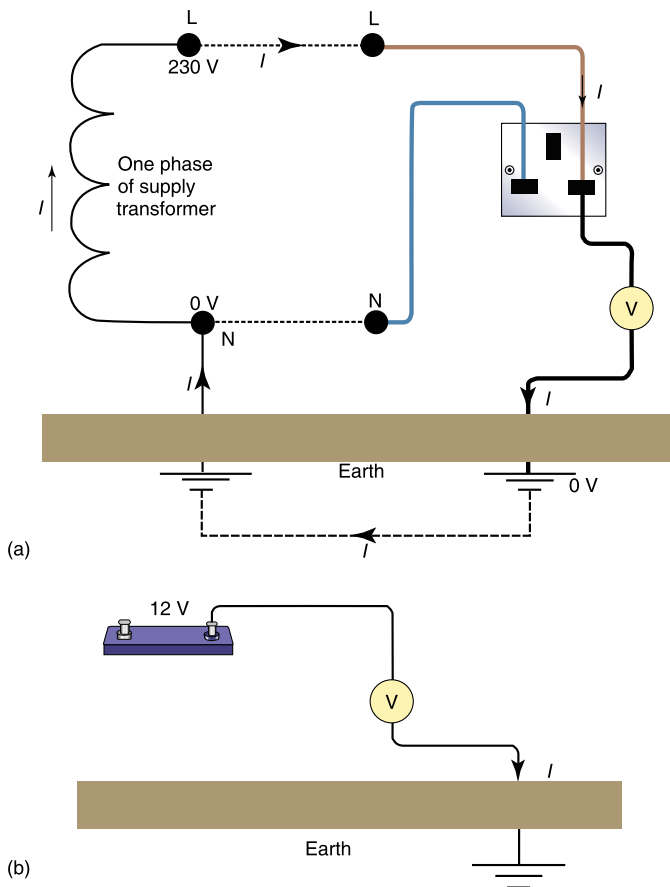 L
L
230 V
I
I
One phase
of supply
transformer
I
0 V
N
N
V
I
I
Earth
0 V
I
(a)
12 V
V
I
Earth
(b)